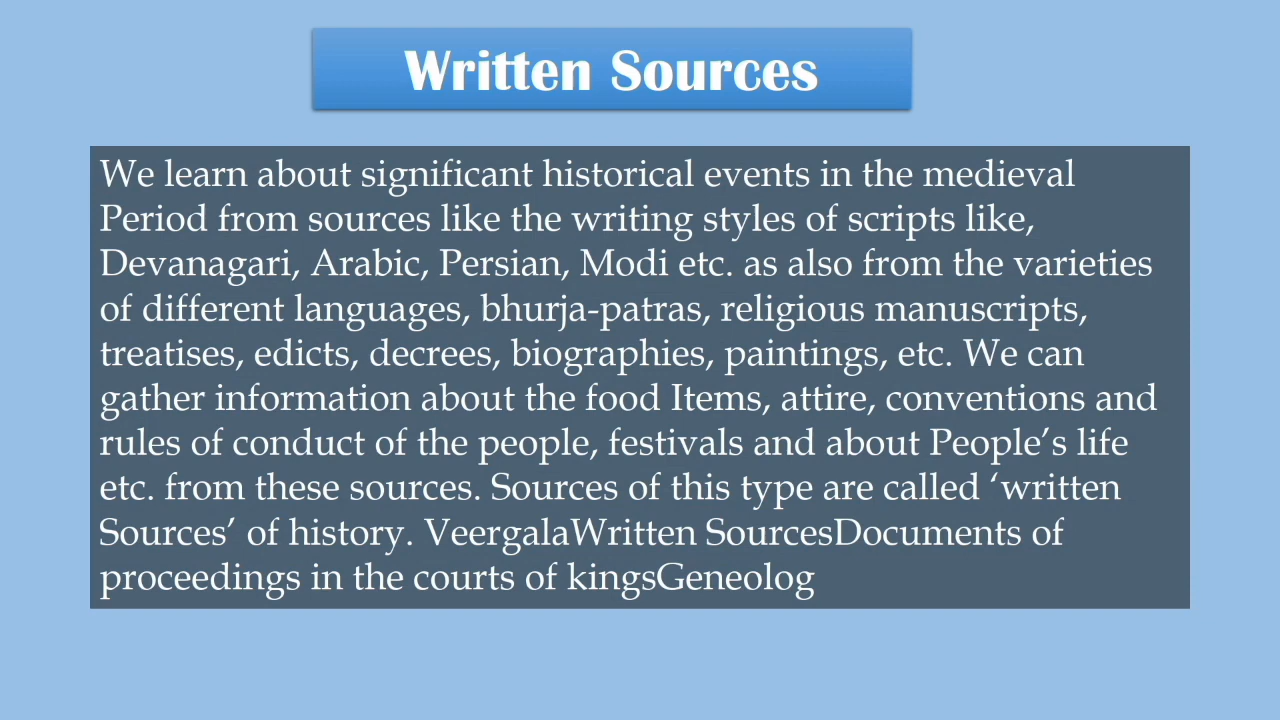 Written Sources
We learn about significant historical events in the medieval
Period from sources like the writing styles of scripts like,
Devanagari, Arabic, Persian, Modi etc. as also from the varieties
of different languages, bhurja-patras, religious manuscripts,
treatises, edicts, decrees, biographies, paintings, etc. We can
gather information about the food Items, attire, conventions and
rules of conduct of the people, festivals and about People’s life
etc. from these sources. Sources of this type are called ‘written
Sources’ of history. VeergalaWritten SourcesDocuments of
proceedings in the courts of kingsGeneolog